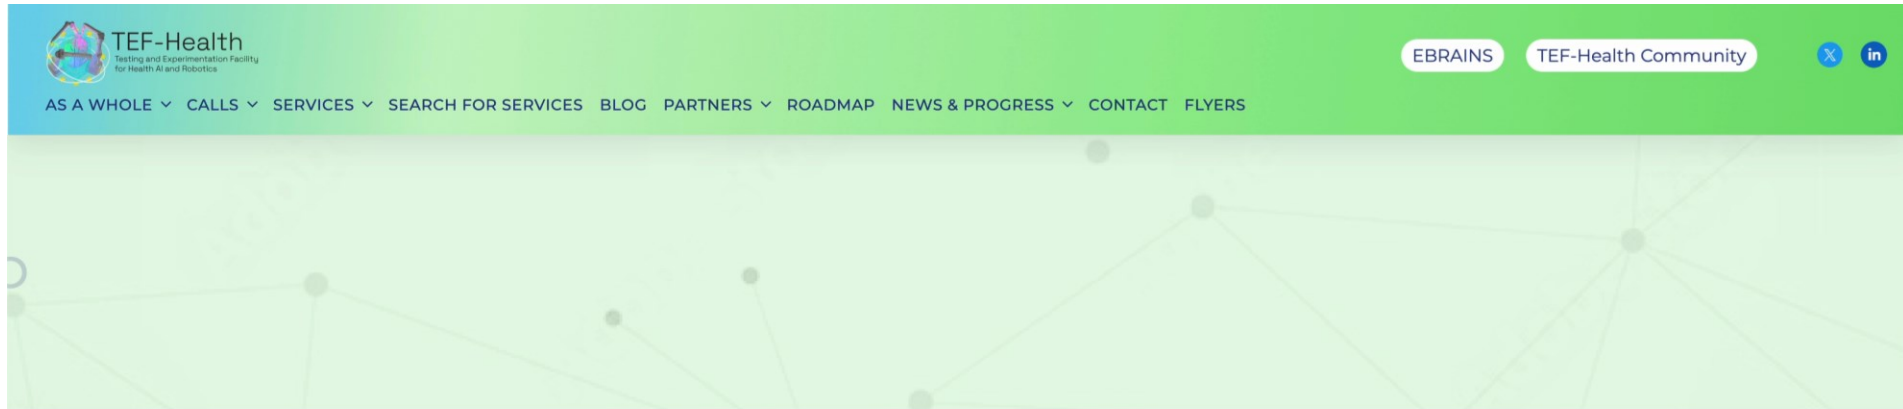 TEF-Health
Testing and Experimentation Facility
for Health AI and Robotics
EBRAINS
TEF-Health Community
AS A WHOLE CALLS SERVICES SEARCH FOR SERVICES BLOG PARTNERS ROADMAP NEWS & PROGRESS CONTACT FLYERS